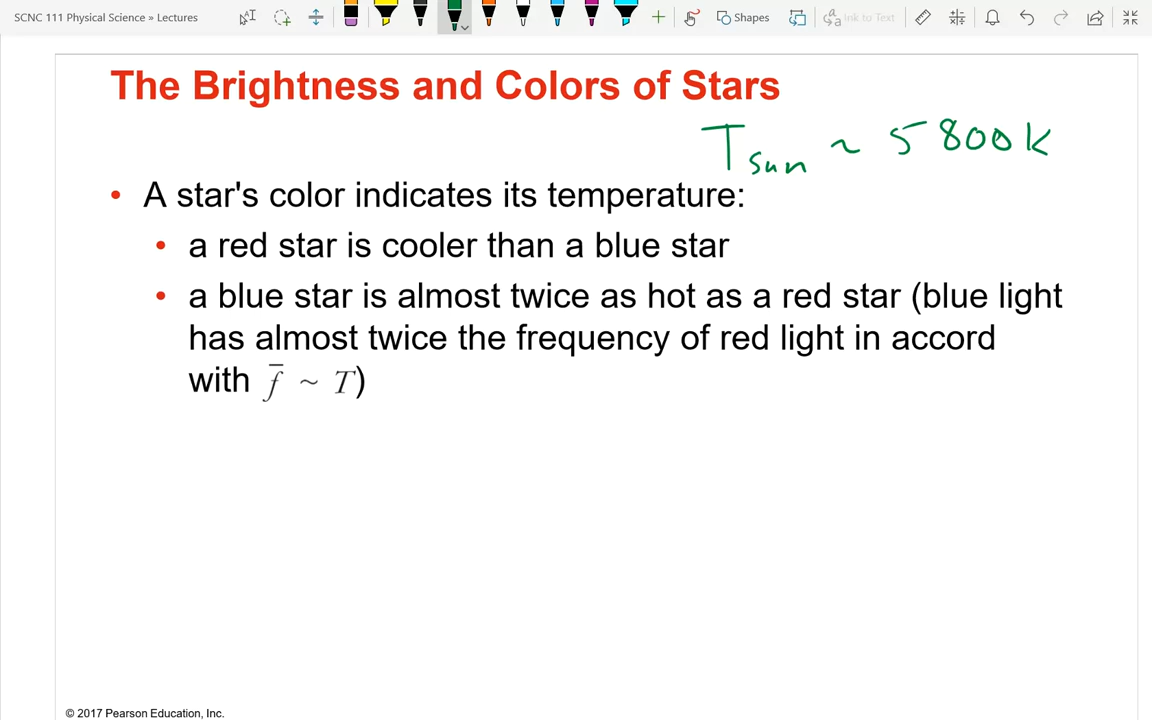 SCNC 111 Physical Science » Lectures
Shapes
Ink to Text
The Brightness and Colors of Stars
T sun ~ 5800K
• A star's color indicates its temperature:
• a red star is cooler than a blue star
• a blue star is almost twice as hot as a red star (blue light
has almost twice the frequency of red light in accord
with f̅ ~ T)
© 2017 Pearson Education, Inc.